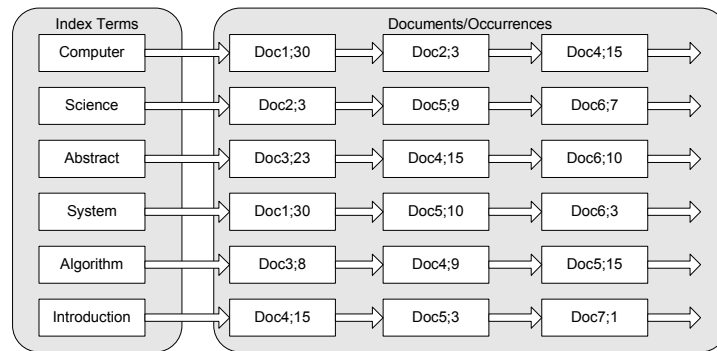 Index Terms Documents/Occurrences
Computer Doc1;30 Doc2;3 Doc4;15
Science Doc2;3 Doc5;9 Doc6;7
Abstract Doc3;23 Doc4;15 Doc6;10
System Doc1;30 Doc5;10 Doc6;3
Algorithm Doc3;8 Doc4;9 Doc5;15
Introduction Doc4;15 Doc5;3 Doc7;1